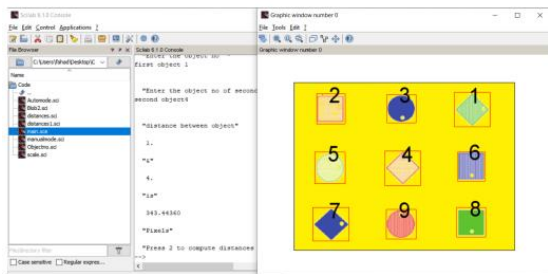 Scilab 6.1.0 Console
File Edit Control Applications ?
File Browser
Scilab 6.1.0 Console
Name
Code
Automode.sci
Blob2.sci
distances.sci
distances1.sci
main.sce
manualmode.sci
Objectno.sci
scale.sci
Case sensitive
Regular expres...
"Enter the object no
first object 1
"Enter the object no of second
second object4
"distance between object"
1.
"&"
4.
"is"
343.44360
"Pixels"
"Press 2 to compute distances
-->
Graphic window number 0
File Tools Edit ?
Graphic window number 0
2 3 1
5 4 6
7 9 8